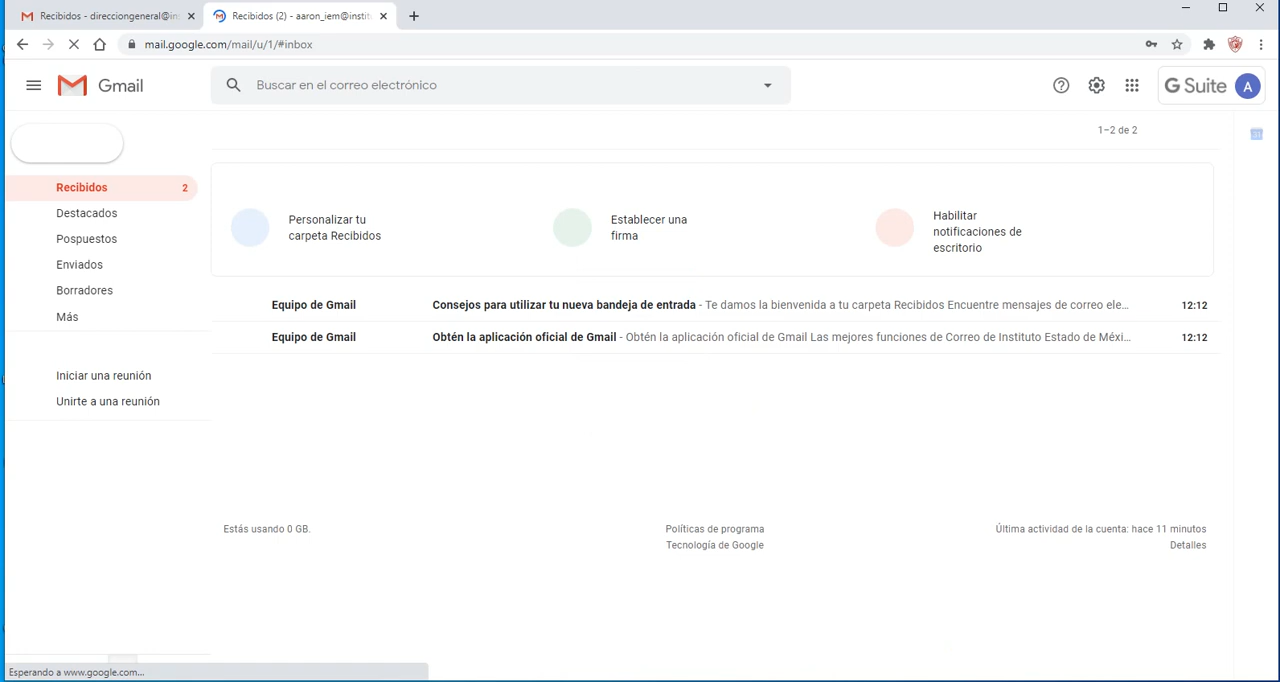 Recibidos - direcciongeneral@ins
Recibidos (2) - aaron_iem@institu
mail.google.com/mail/u/1/#inbox
Gmail
Buscar en el correo electrónico
G Suite
A
1–2 de 2
Recibidos 2
Destacados
Pospuestos
Enviados
Borradores
Más
Iniciar una reunión
Unirte a una reunión
Personalizar tu
carpeta Recibidos
Establecer una
firma
Habilitar
notificaciones de
escritorio
Equipo de Gmail Consejos para utilizar tu nueva bandeja de entrada - Te damos la bienvenida a tu carpeta Recibidos Encuentre mensajes de correo ele… 12:12
Equipo de Gmail Obtén la aplicación oficial de Gmail - Obtén la aplicación oficial de Gmail Las mejores funciones de Correo de Instituto Estado de Méxi… 12:12
Estás usando 0 GB.
Políticas de programa
Tecnología de Google
Última actividad de la cuenta: hace 11 minutos
Detalles
Esperando a www.google.com...